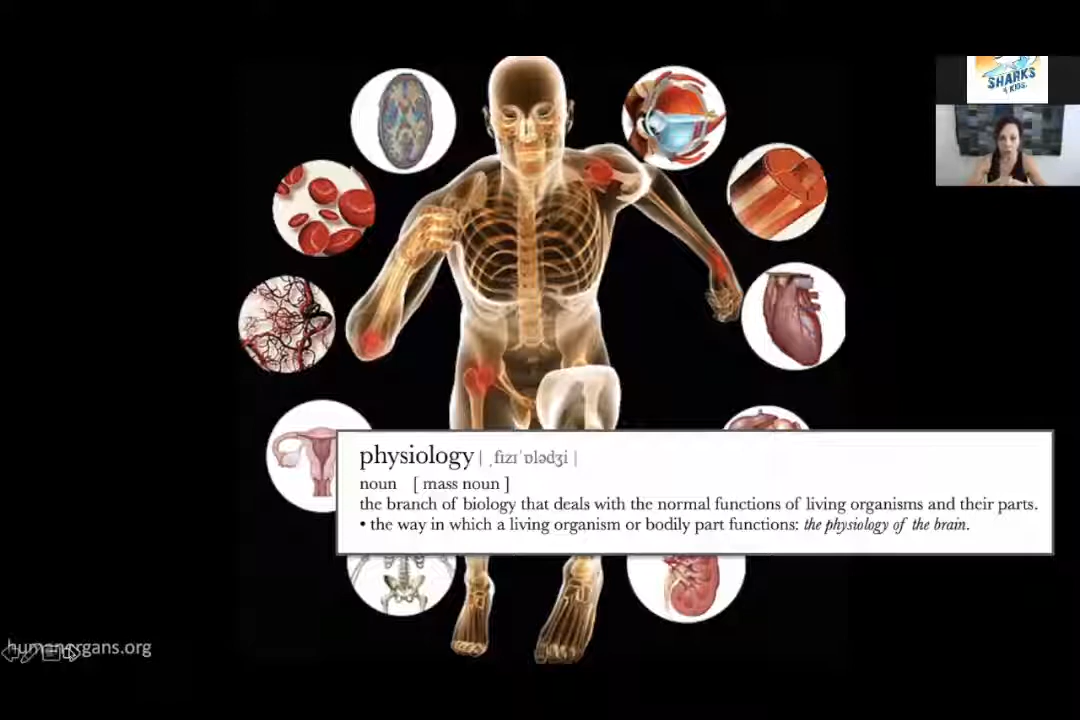 SHARKS
4 KIDS.
physiology | ˌfɪzɪˈɒlədʒi |
noun [ mass noun ]
the branch of biology that deals with the normal functions of living organisms and their parts.
• the way in which a living organism or bodily part functions: the physiology of the brain.
humanorgans.org